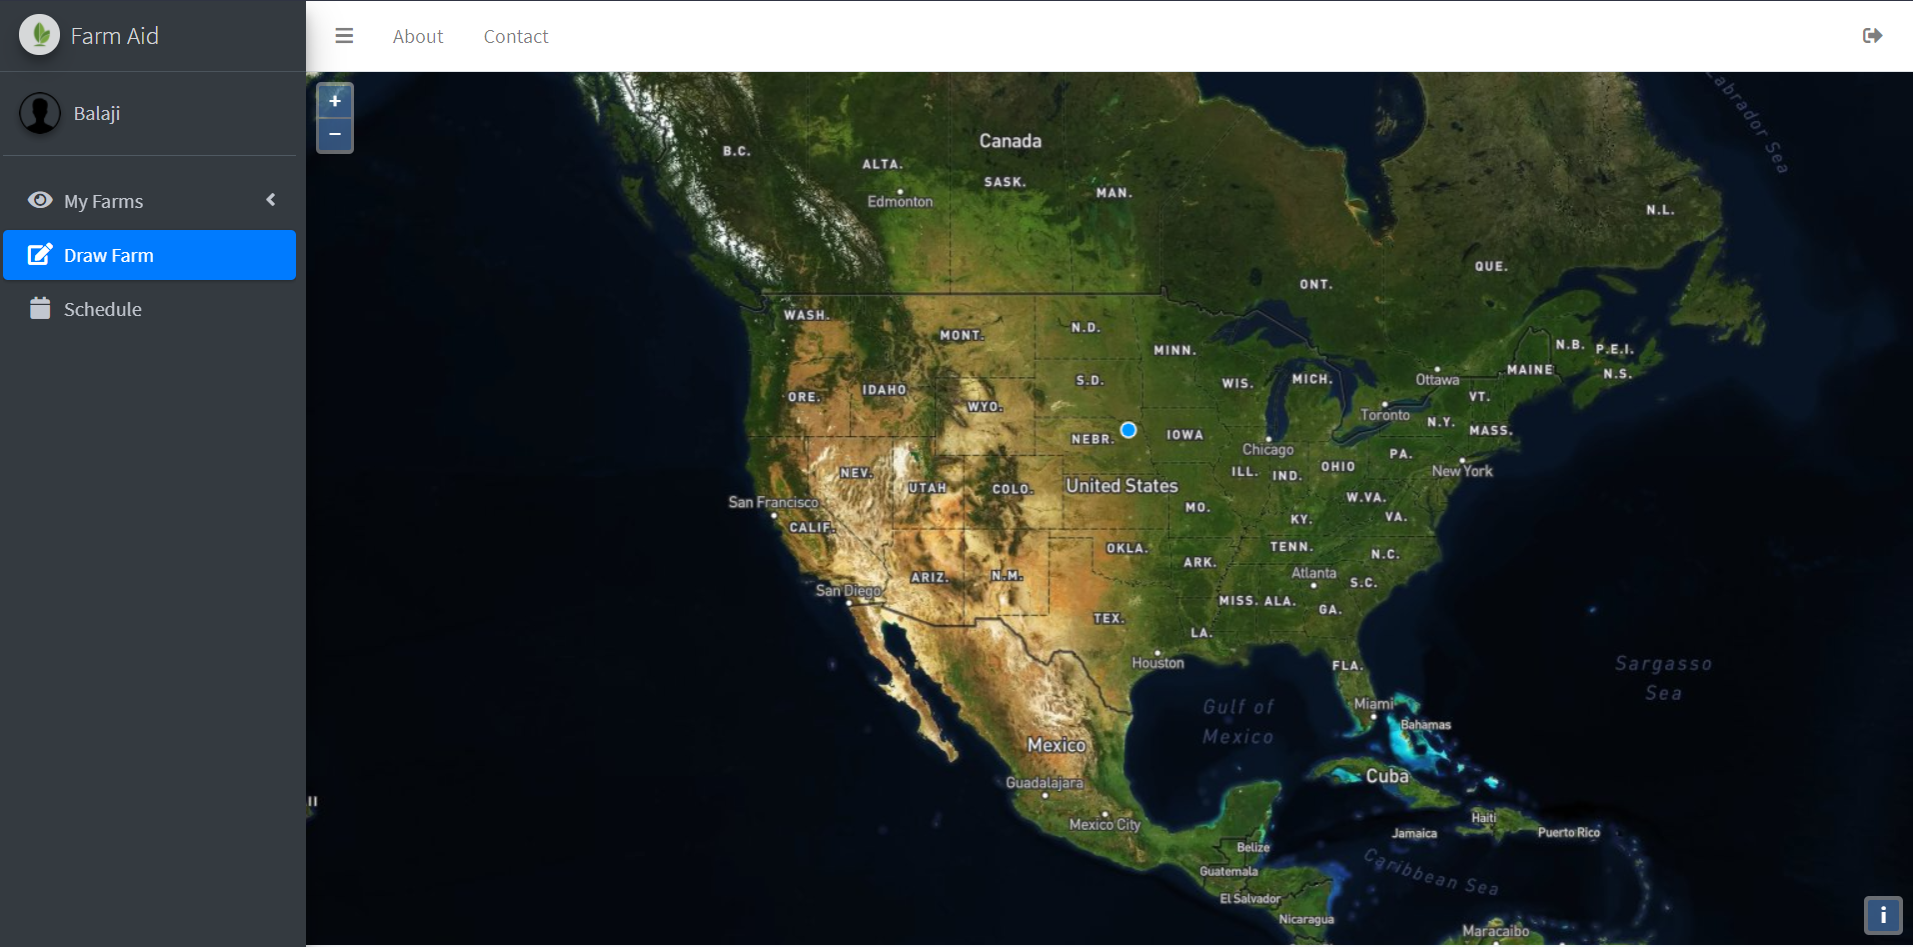 Farm Aid
About
Contact
Balaji
My Farms
Draw Farm
Schedule
+
−
Labrador Sea
Canada
B.C.
ALTA.
SASK.
MAN.
Edmonton
N.L.
QUE.
ONT.
WASH.
MONT.
N.D.
MINN.
N.B.
P.E.I.
N.S.
MAINE
Ottawa
S.D.
WIS.
MICH.
VT.
IDAHO
ORE.
WYO.
Toronto
N.Y.
MASS.
NEBR.
IOWA
Chicago
PA.
New York
OHIO
ILL.
IND.
NEV.
UTAH
COLO.
United States
W.VA.
VA.
San Francisco
CALIF.
MO.
KY.
OKLA.
TENN.
N.C.
ARK.
Atlanta
S.C.
ARIZ.
N.M.
San Diego
MISS.
ALA.
GA.
TEX.
LA.
Houston
FLA.
Sargasso
Sea
Miami
Gulf of
Mexico
Bahamas
Mexico
Cuba
Guadalajara
Mexico City
Haiti
Jamaica
Puerto Rico
Belize
Caribbean Sea
Guatemala
El Salvador
Nicaragua
Maracaibo
i